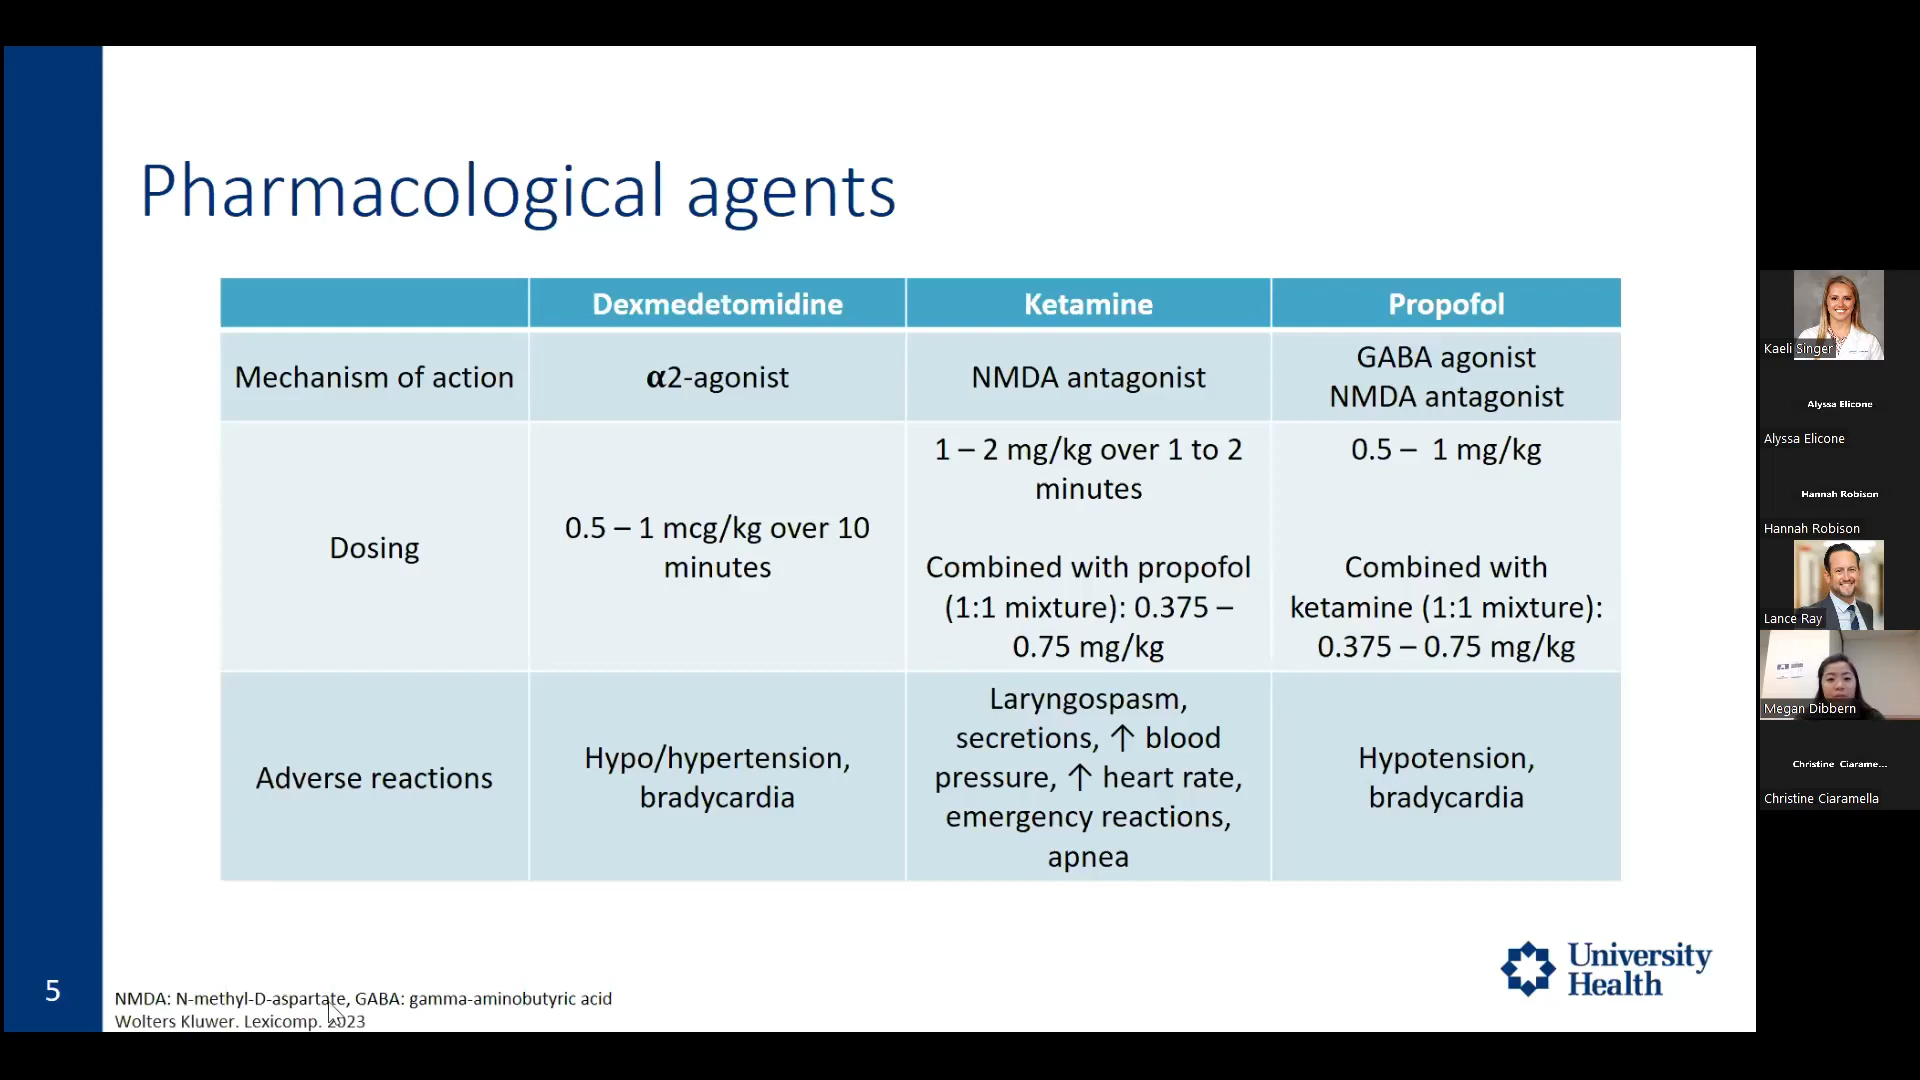 Pharmacological agents
Dexmedetomidine
Ketamine
Propofol
Mechanism of action
α2-agonist
NMDA antagonist
GABA agonist
NMDA antagonist
Dosing
0.5 – 1 mcg/kg over 10
minutes
1 – 2 mg/kg over 1 to 2
minutes
Combined with propofol
(1:1 mixture): 0.375 –
0.75 mg/kg
0.5 – 1 mg/kg
Combined with
ketamine (1:1 mixture):
0.375 – 0.75 mg/kg
Adverse reactions
Hypo/hypertension,
bradycardia
Laryngospasm,
secretions, ↑ blood
pressure, ↑ heart rate,
emergency reactions,
apnea
Hypotension,
bradycardia
University
Health
5
NMDA: N-methyl-D-aspartate, GABA: gamma-aminobutyric acid
Wolters Kluwer. Lexicomp. 2023
Kaeli Singer
Alyssa Elicone
Alyssa Elicone
Hannah Robison
Hannah Robison
Lance Ray
Megan Dibbern
Christine Ciarame...
Christine Ciaramella